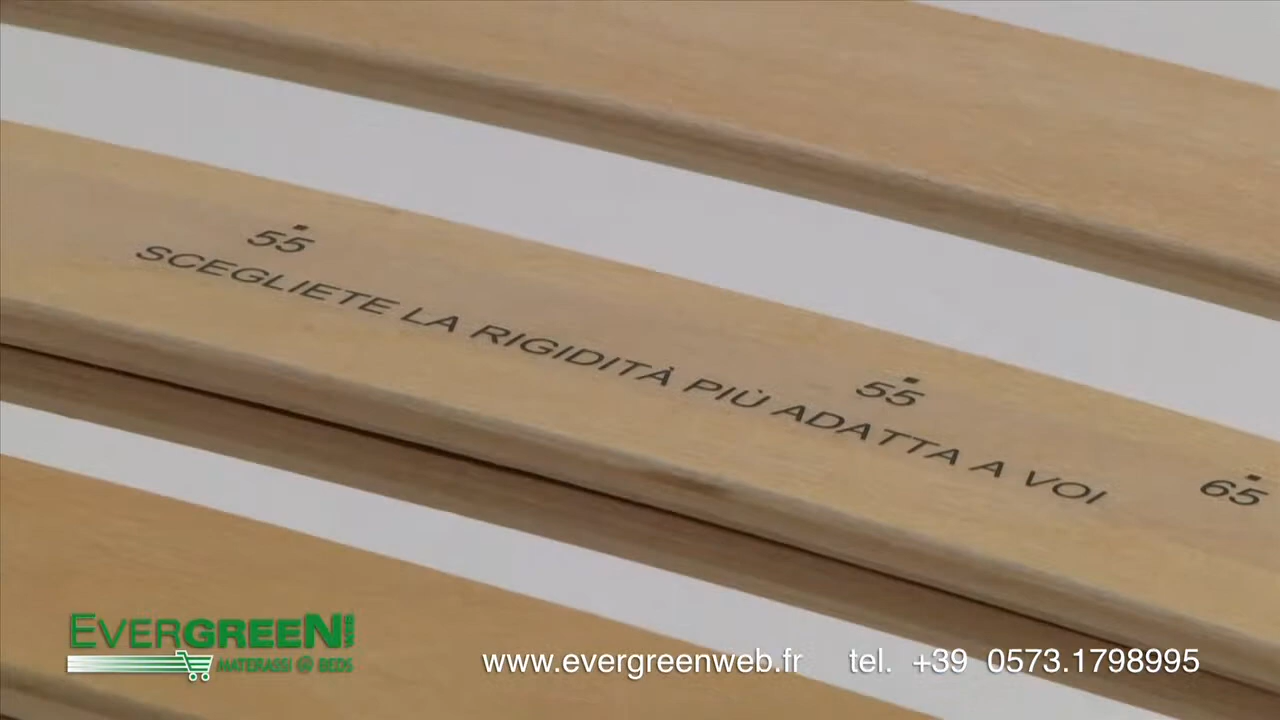 55
55
65
SCEGLIETE LA RIGIDITÀ PIÙ ADATTA A VOI
EVERGREEN WEB
MATERASSI @ BEDS
www.evergreenweb.fr tel. +39 0573.1798995